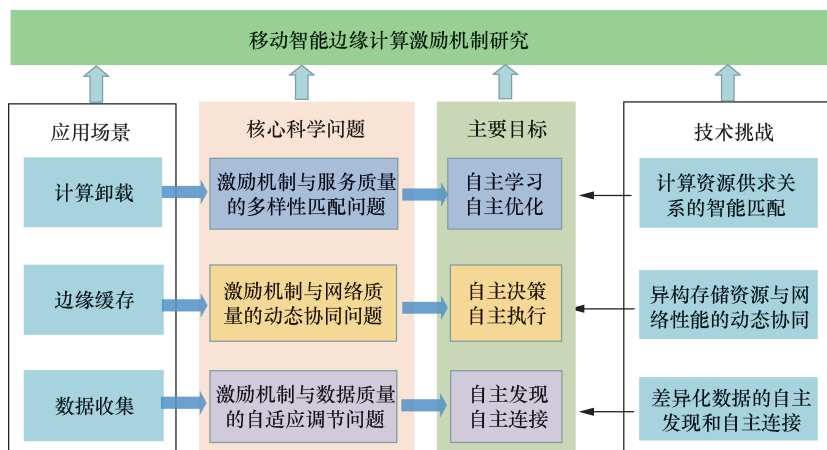 移动智能边缘计算激励机制研究
应用场景
核心科学问题
主要目标
技术挑战
计算卸载
激励机制与服务质量
的多样性匹配问题
自主学习
自主优化
计算资源供求关
系的智能匹配
边缘缓存
激励机制与网络质
量的动态协同问题
自主决策
自主执行
异构存储资源与网
络性能的动态协同
数据收集
激励机制与数据质量
的自适应调节问题
自主发现
自主连接
差异化数据的自主
发现和自主连接